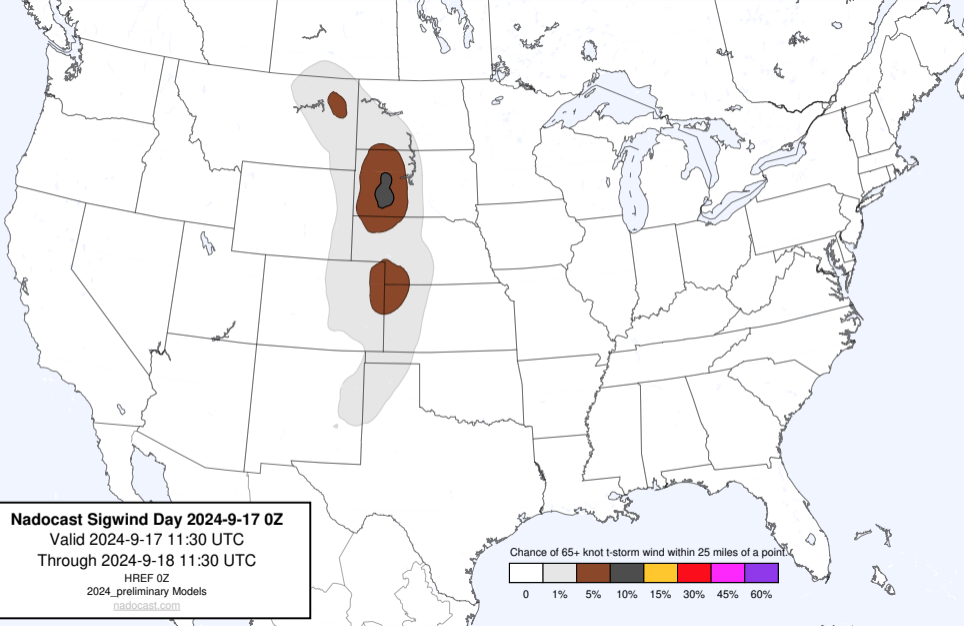 Nadocast Sigwind Day 2024-9-17 0Z
Valid 2024-9-17 11:30 UTC
Through 2024-9-18 11:30 UTC
HREF 0Z
2024_preliminary Models
nadocast.com
Chance of 65+ knot t-storm wind within 25 miles of a point.
0 1% 5% 10% 15% 30% 45% 60%